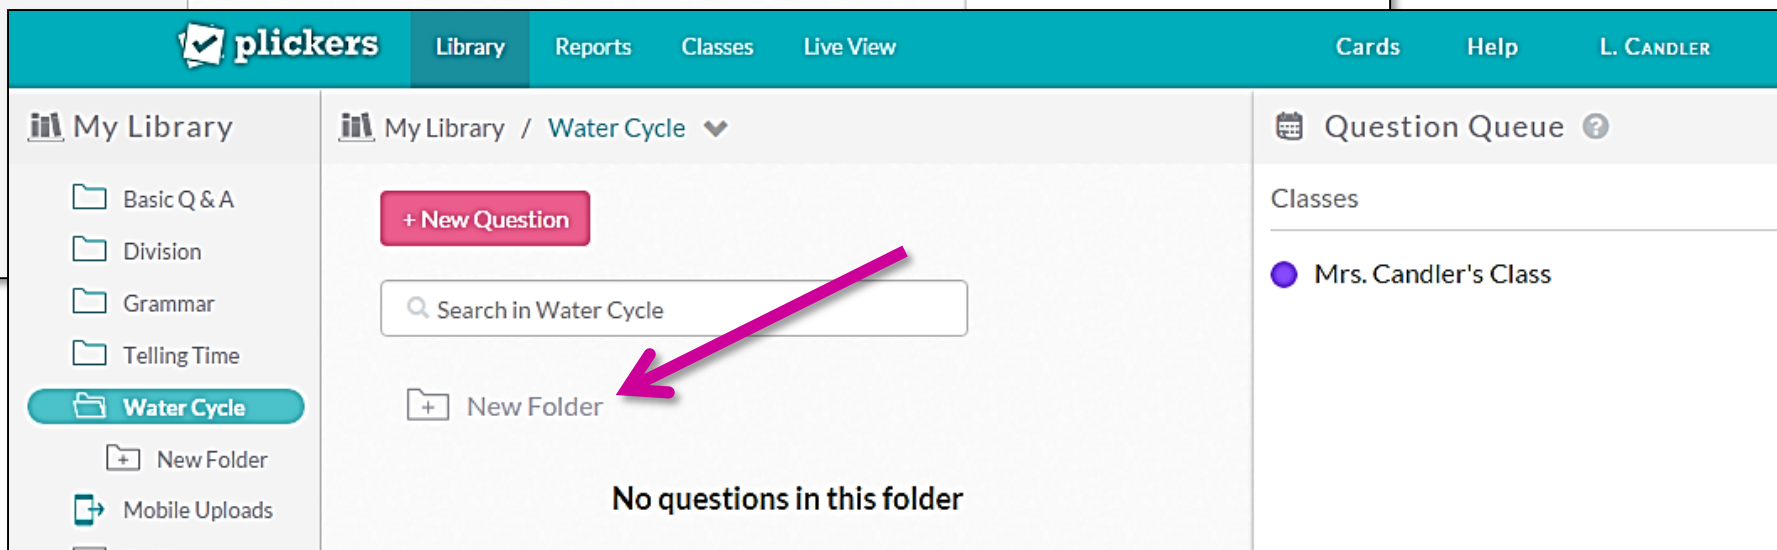 plickers Library Reports Classes Live View Cards Help L. CANDLER
My Library
Basic Q & A
Division
Grammar
Telling Time
Water Cycle
New Folder
Mobile Uploads
My Library / Water Cycle
+ New Question
Search in Water Cycle
New Folder
No questions in this folder
Question Queue ?
Classes
Mrs. Candler's Class